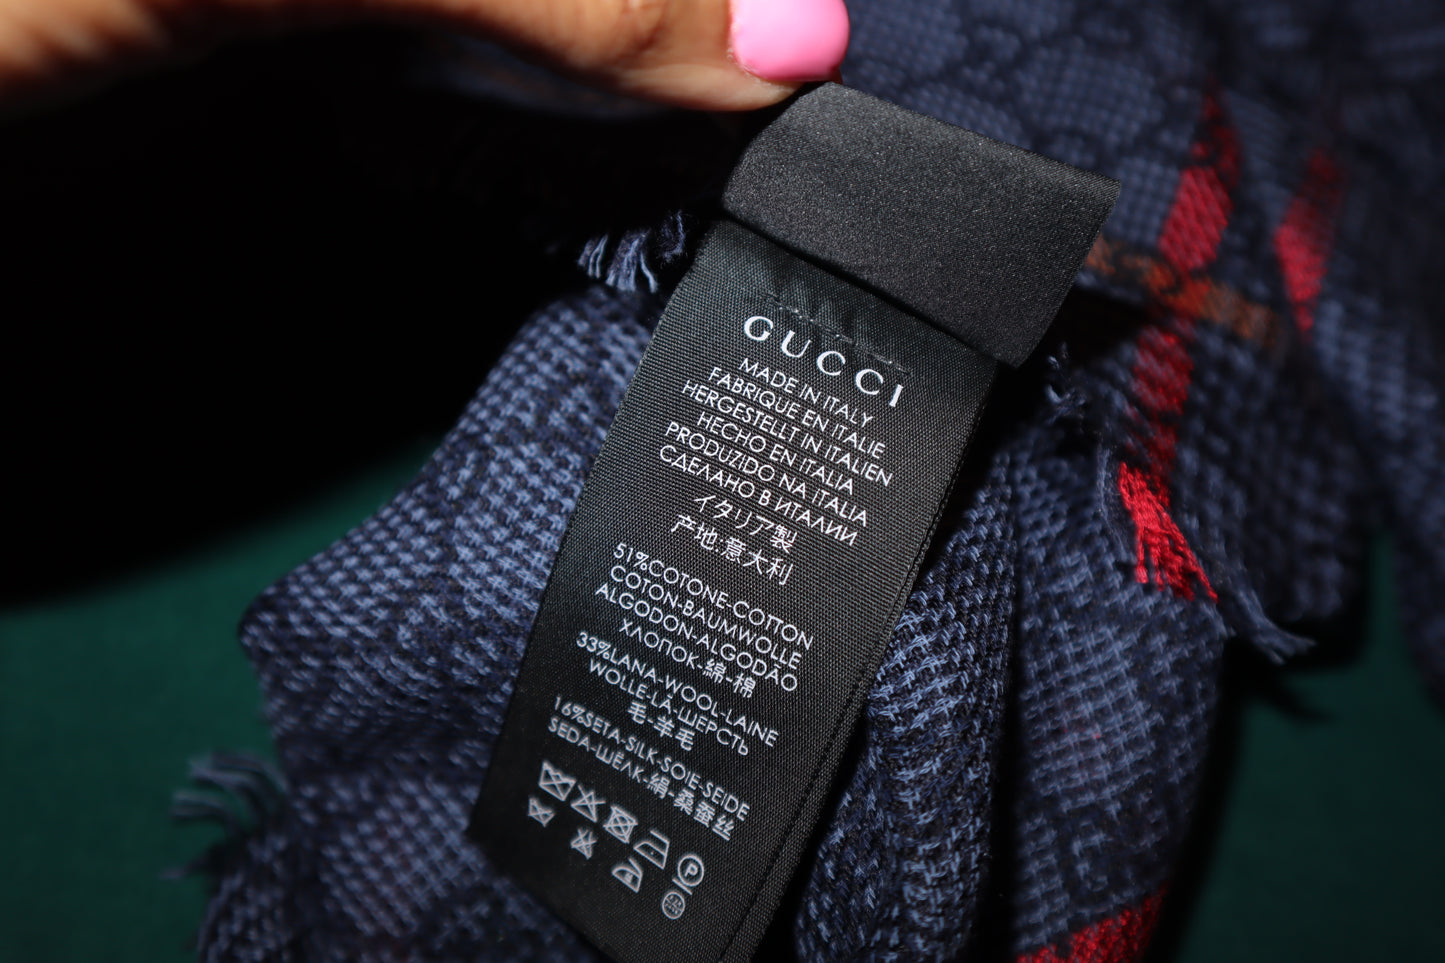 GUCCI
MADE IN ITALY
FABRIQUE EN ITALIE
HERGESTELLT IN ITALIEN
HECHO EN ITALIA
PRODUZIDO NA ITALIA
СДЕЛАНО В ИТАЛИИ
イタリア製
产地:意大利
51%COTONE-COTTON
COTON-BAUMWOLLE
ALGODON-ALGODÃO
ХЛОПОК-綿-棉
33%LANA-WOOL-LAINE
WOLLE-LÃ-ШЕРСТЬ
毛-羊毛
16%SETA-SILK-SOIE-SEIDE
SEDA-ШЁЛК-絹-桑蚕丝
P